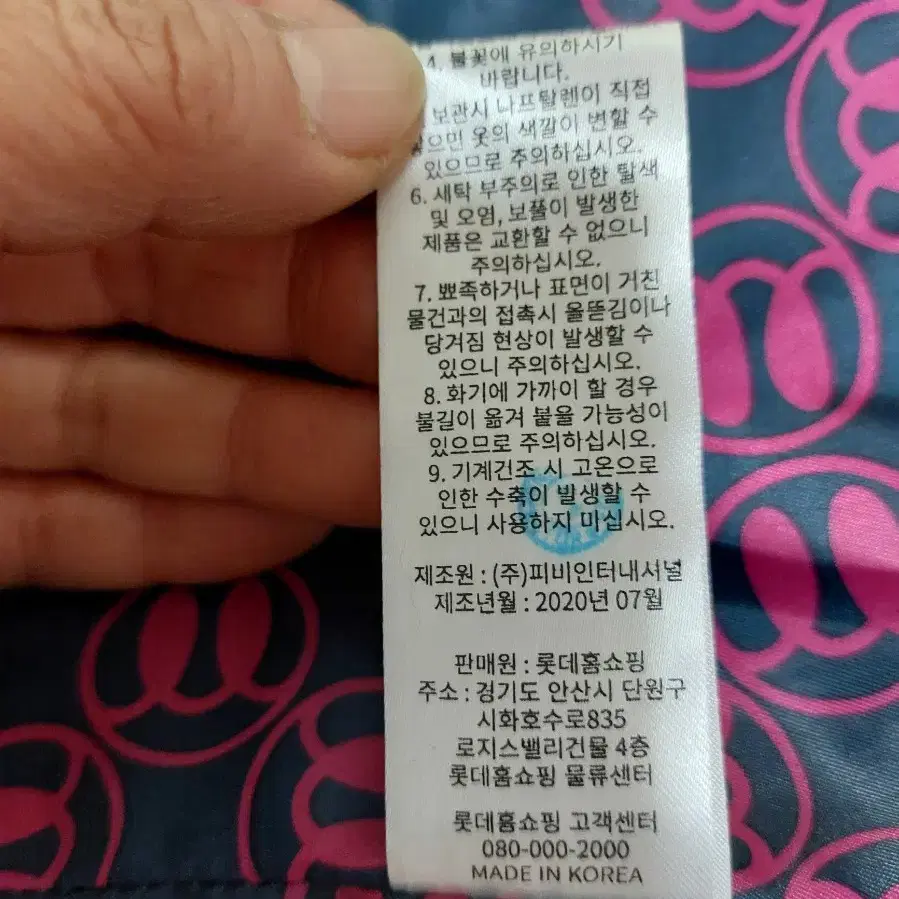 4. 불꽃에 유의하시기
바랍니다.
보관시 나프탈렌이 직접
닿으면 옷의 색깔이 변할 수
있으므로 주의하십시오.
6. 세탁 부주의로 인한 탈색
및 오염, 보풀이 발생한
제품은 교환할 수 없으니
주의하십시오.
7. 뾰족하거나 표면이 거친
물건과의 접촉시 올뜯김이나
당겨짐 현상이 발생할 수
있으니 주의하십시오.
8. 화기에 가까이 할 경우
불길이 옮겨 붙을 가능성이
있으므로 주의하십시오.
9. 기계건조 시 고온으로
인한 수축이 발생할 수
있으니 사용하지 마십시오.
제조원 : (주)피비인터내셔널
제조년월 : 2020년 07월
판매원 : 롯데홈쇼핑
주소 : 경기도 안산시 단원구
시화호수로835
로지스밸리건물 4층
롯데홈쇼핑 물류센터
롯데홈쇼핑 고객센터
080-000-2000
MADE IN KOREA